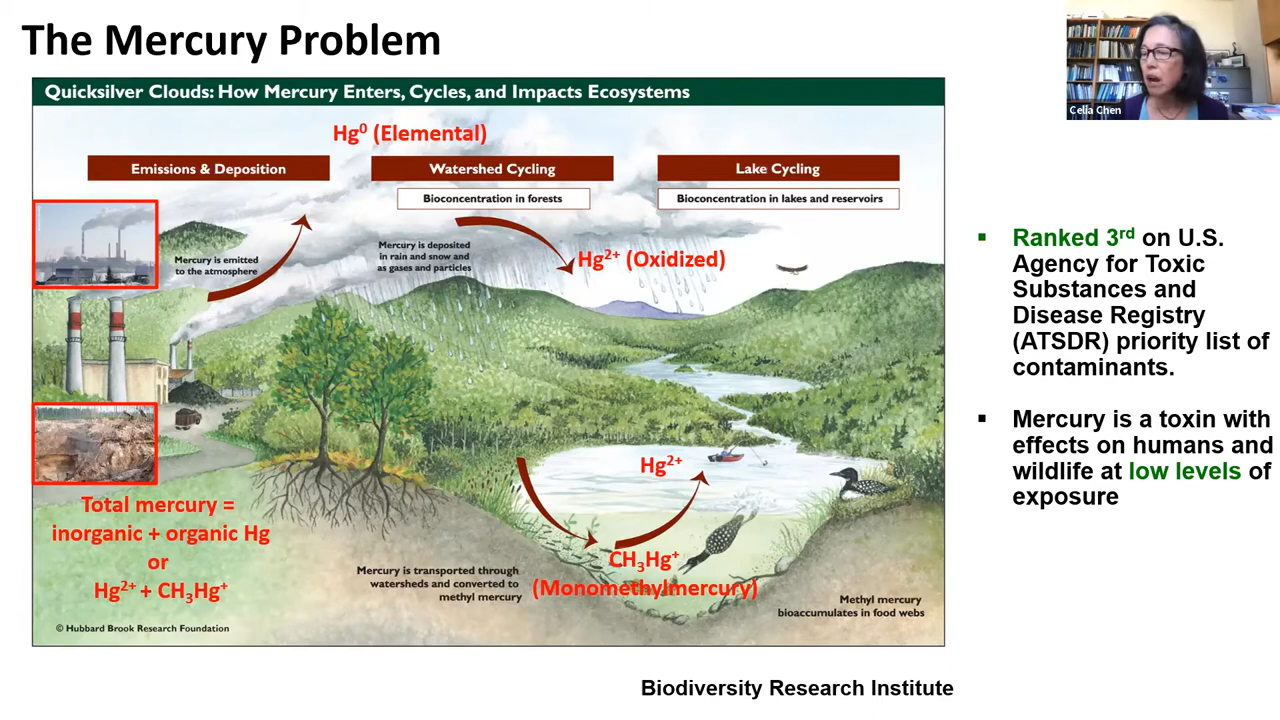 The Mercury Problem
Celia Chen
Quicksilver Clouds: How Mercury Enters, Cycles, and Impacts Ecosystems
Hg⁰ (Elemental)
Emissions & Deposition
Watershed Cycling
Lake Cycling
Bioconcentration in forests
Bioconcentration in lakes and reservoirs
Mercury is emitted
to the atmosphere
Mercury is deposited
in rain and snow and
as gases and particles
Hg²⁺ (Oxidized)
Hg²⁺
CH₃Hg⁺
(Monomethylmercury)
Total mercury =
inorganic + organic Hg
or
Hg²⁺ + CH₃Hg⁺
Mercury is transported through
watersheds and converted to
methyl mercury
Methyl mercury
bioaccumulates in food webs
© Hubbard Brook Research Foundation
▪ Ranked 3ʳᵈ on U.S.
Agency for Toxic
Substances and
Disease Registry
(ATSDR) priority list of
contaminants.
▪ Mercury is a toxin with
effects on humans and
wildlife at low levels of
exposure
Biodiversity Research Institute